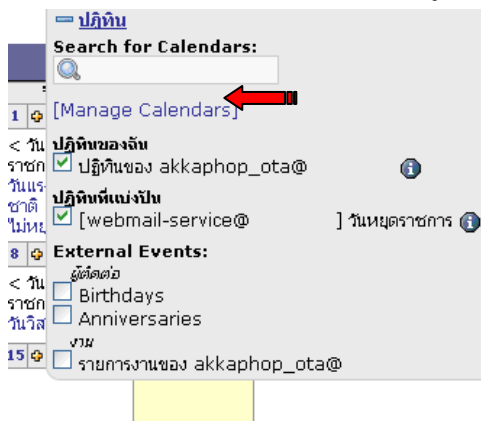 ปฏิทิน
Search for Calendars:
[Manage Calendars]
1
< วัน
ราชก
วันแร
ชาติ
ไม่หย
ปฏิทินของฉัน
ปฏิทินของ akkaphop_ota@
ปฏิทินที่แบ่งปัน
[webmail-service@ ] วันหยุดราชการ
8
External Events:
< วัน
ราชก
วันวิส
ผู้ติดต่อ
Birthdays
Anniversaries
งาน
15
รายการงานของ akkaphop_ota@